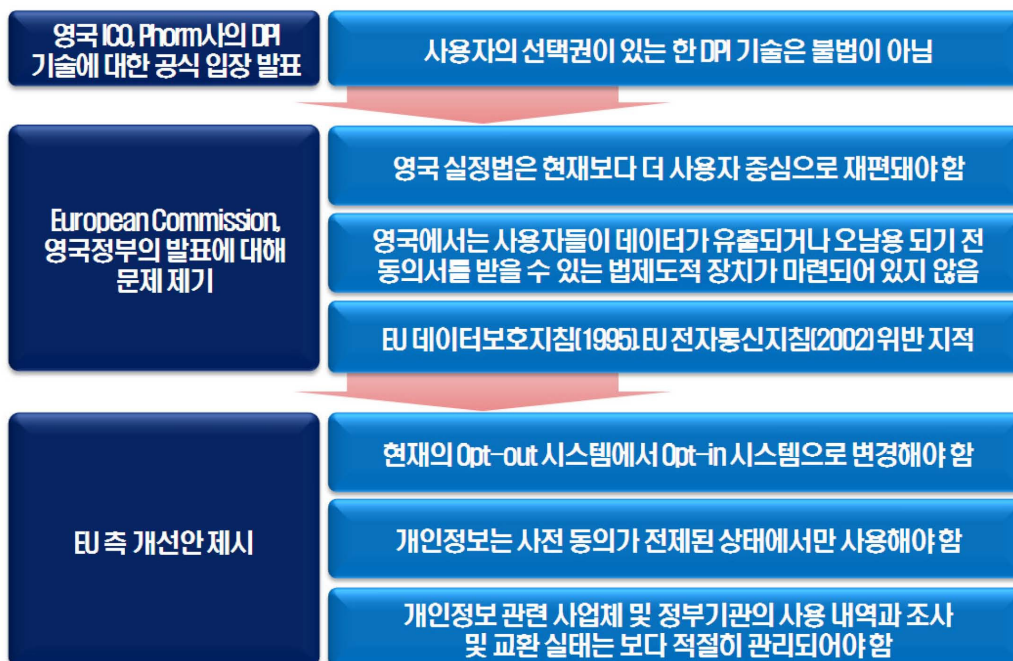 영국 ICO, Phorm사의 DPI
기술에 대한 공식 입장 발표
사용자의 선택권이 있는 한 DPI 기술은 불법이 아님
European Commission,
영국정부의 발표에 대해
문제 제기
영국 실정법은 현재보다 더 사용자 중심으로 재편돼야 함
영국에서는 사용자들이 데이터가 유출되거나 오남용 되기 전
동의서를 받을 수 있는 법제도적 장치가 마련되어 있지 않음
EU 데이터보호지침(1995), EU 전자통신지침(2002) 위반 지적
EU 측 개선안 제시
현재의 Opt-out 시스템에서 Opt-in 시스템으로 변경해야 함
개인정보는 사전 동의가 전제된 상태에서만 사용해야 함
개인정보 관련 사업체 및 정부기관의 사용 내역과 조사
및 교환 실태는 보다 적절히 관리되어야 함